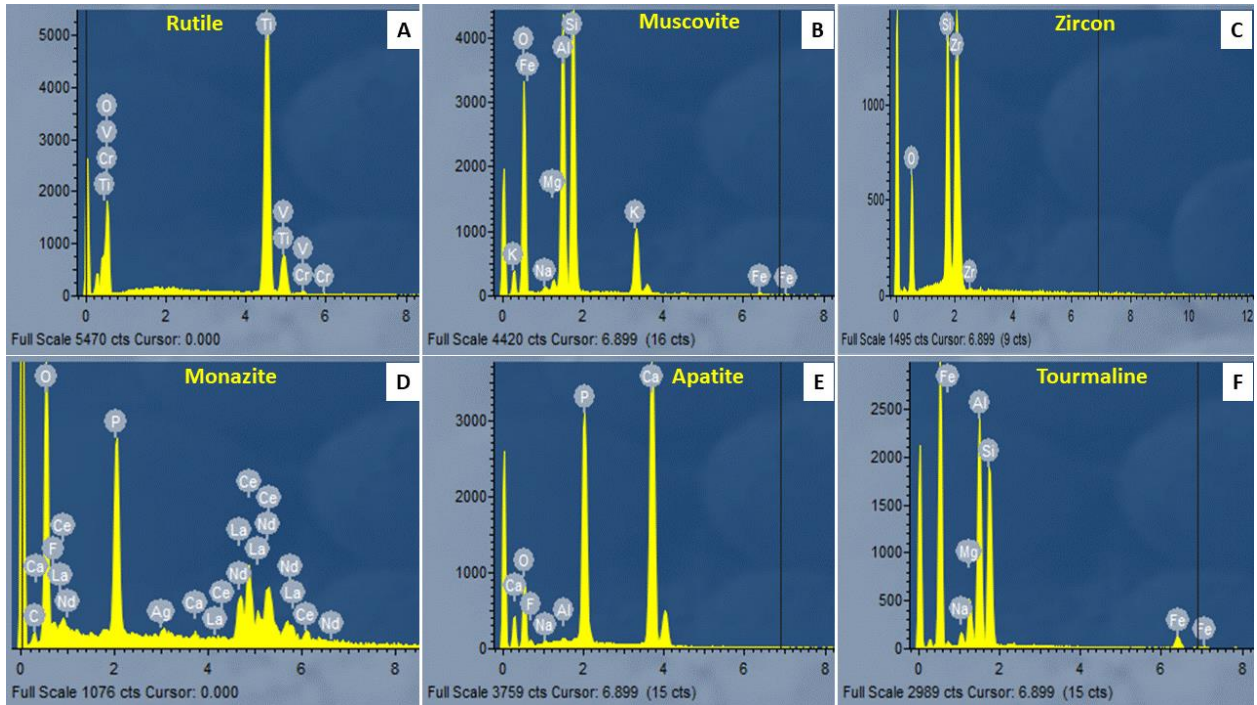 Rutile
A
5000
4000
3000
2000
1000
0
O
V
Cr
Ti
Ti
V
Ti
V
Cr
Cr
0 2 4 6 8
Full Scale 5470 cts Cursor: 0.000
Muscovite
B
4000
3000
2000
1000
0
O
Fe
K
Na
Mg
Al
Si
K
Fe
Fe
0 2 4 6 8
Full Scale 4420 cts Cursor: 6.899 (16 cts)
Zircon
C
1000
500
0
O
Si
Zr
Zr
0 2 4 6 8 10 12
Full Scale 1495 cts Cursor: 6.899 (9 cts)
Monazite
D
O
Ce
F
Ca
La
C
Nd
P
Ag
Ca
La
Ce
Nd
La
Ce
La
Nd
Ce
Nd
La
Ce
Nd
0 2 4 6 8
Full Scale 1076 cts Cursor: 0.000
Apatite
E
3000
2000
1000
0
Ca
O
F
Na
Al
P
Ca
0 2 4 6 8
Full Scale 3759 cts Cursor: 6.899 (15 cts)
Tourmaline
F
2500
2000
1500
1000
500
0
Fe
Na
Mg
Al
Si
Fe
Fe
0 2 4 6 8
Full Scale 2989 cts Cursor: 6.899 (15 cts)